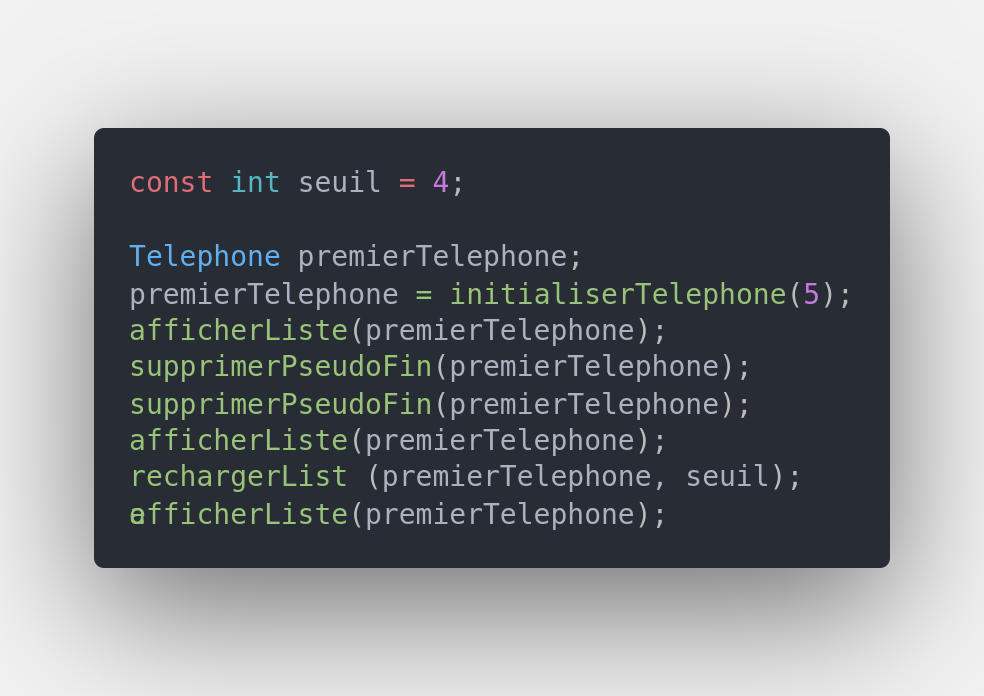 const int seuil = 4;
Telephone premierTelephone;
premierTelephone = initialiserTelephone(5);
afficherListe(premierTelephone);
supprimerPseudoFin(premierTelephone);
supprimerPseudoFin(premierTelephone);
afficherListe(premierTelephone);
rechargerList (premierTelephone, seuil);
afficherListe(premierTelephone);